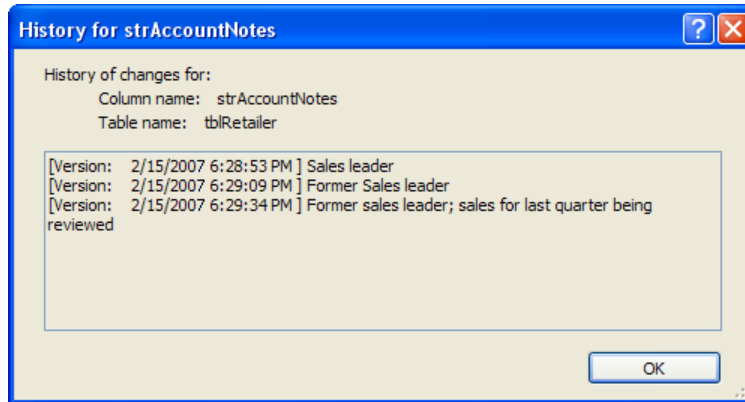 History for strAccountNotes
History of changes for:
Column name: strAccountNotes
Table name: tblRetailer
[Version: 2/15/2007 6:28:53 PM ] Sales leader
[Version: 2/15/2007 6:29:09 PM ] Former Sales leader
[Version: 2/15/2007 6:29:34 PM ] Former sales leader; sales for last quarter being
reviewed
OK